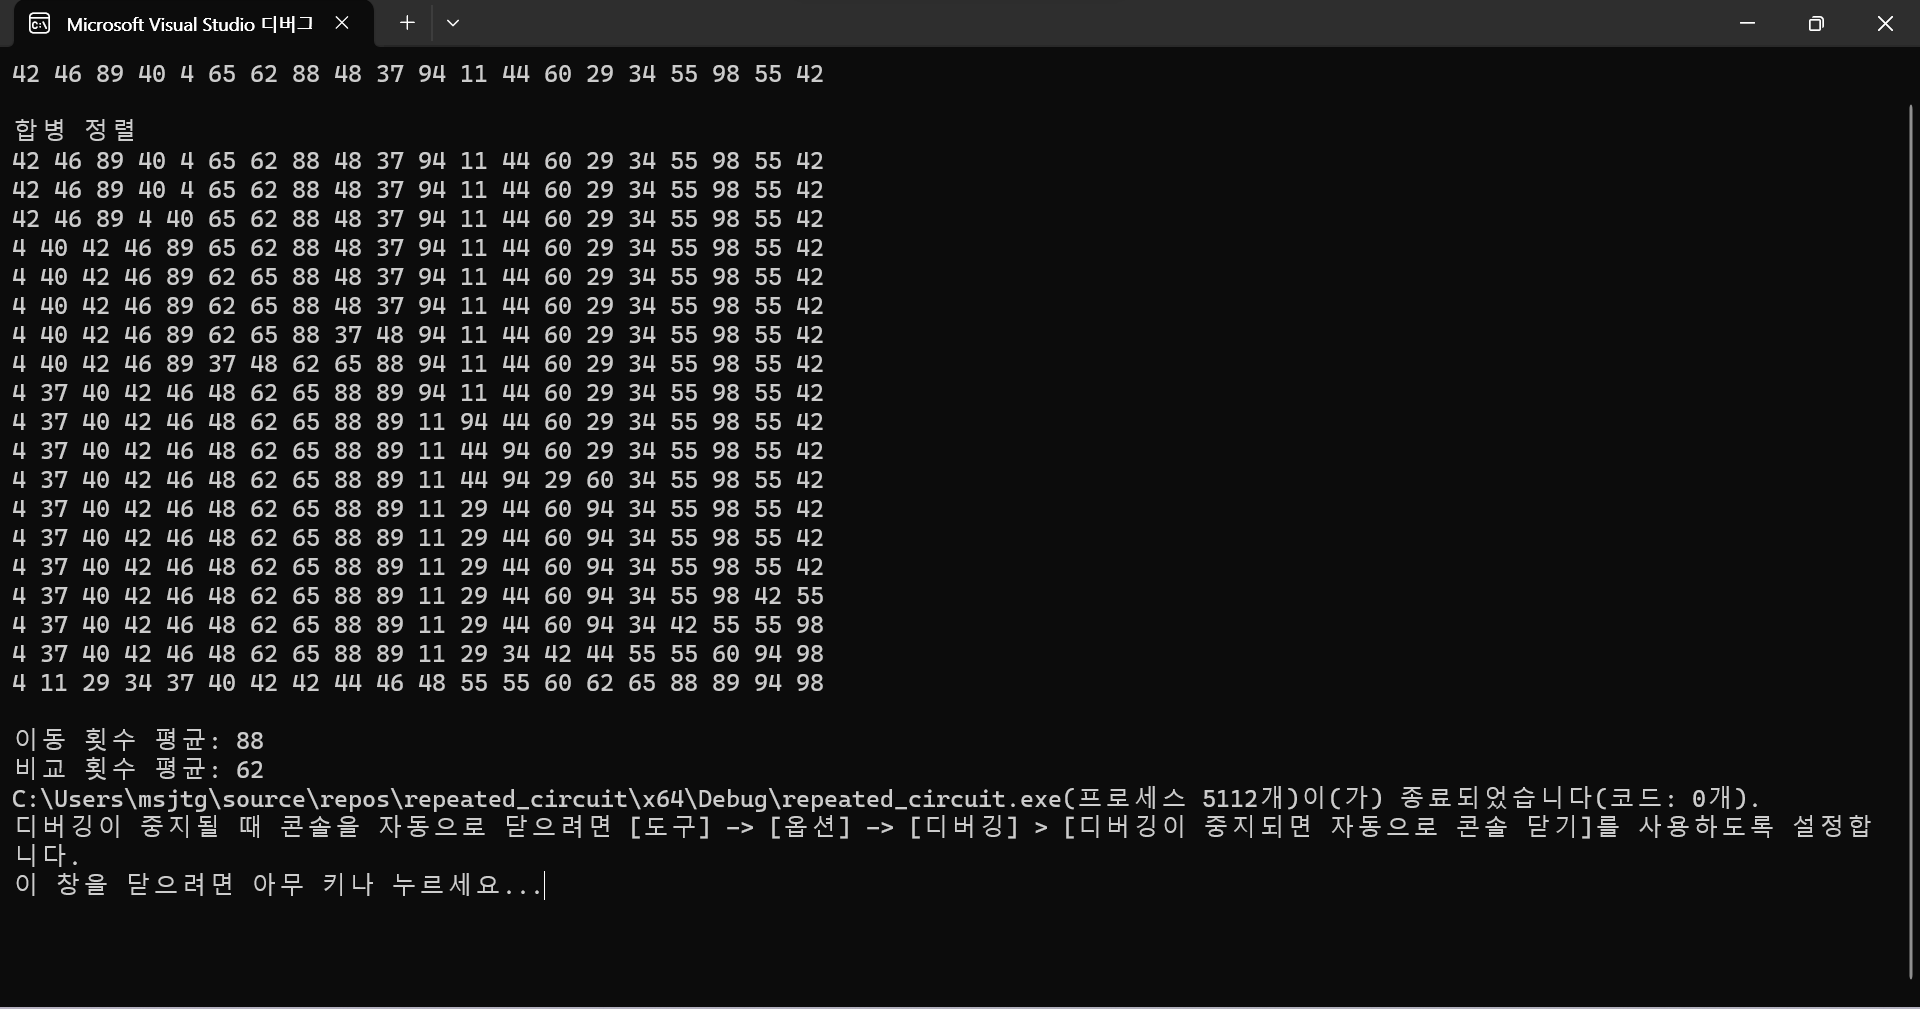 Microsoft Visual Studio 디버그
42 46 89 40 4 65 62 88 48 37 94 11 44 60 29 34 55 98 55 42
합병 정렬
42 46 89 40 4 65 62 88 48 37 94 11 44 60 29 34 55 98 55 42
42 46 89 40 4 65 62 88 48 37 94 11 44 60 29 34 55 98 55 42
42 46 89 4 40 65 62 88 48 37 94 11 44 60 29 34 55 98 55 42
4 40 42 46 89 65 62 88 48 37 94 11 44 60 29 34 55 98 55 42
4 40 42 46 89 62 65 88 48 37 94 11 44 60 29 34 55 98 55 42
4 40 42 46 89 62 65 88 48 37 94 11 44 60 29 34 55 98 55 42
4 40 42 46 89 62 65 88 37 48 94 11 44 60 29 34 55 98 55 42
4 40 42 46 89 37 48 62 65 88 94 11 44 60 29 34 55 98 55 42
4 37 40 42 46 48 62 65 88 89 94 11 44 60 29 34 55 98 55 42
4 37 40 42 46 48 62 65 88 89 11 94 44 60 29 34 55 98 55 42
4 37 40 42 46 48 62 65 88 89 11 44 94 60 29 34 55 98 55 42
4 37 40 42 46 48 62 65 88 89 11 44 94 29 60 34 55 98 55 42
4 37 40 42 46 48 62 65 88 89 11 29 44 60 94 34 55 98 55 42
4 37 40 42 46 48 62 65 88 89 11 29 44 60 94 34 55 98 55 42
4 37 40 42 46 48 62 65 88 89 11 29 44 60 94 34 55 98 55 42
4 37 40 42 46 48 62 65 88 89 11 29 44 60 94 34 55 98 42 55
4 37 40 42 46 48 62 65 88 89 11 29 44 60 94 34 42 55 55 98
4 37 40 42 46 48 62 65 88 89 11 29 34 42 44 55 55 60 94 98
4 11 29 34 37 40 42 42 44 46 48 55 55 60 62 65 88 89 94 98
이동 횟수 평균: 88
비교 횟수 평균: 62
C:\Users\msjtg\source\repos\repeated_circuit\x64\Debug\repeated_circuit.exe(프로세스 5112개)이(가) 종료되었습니다(코드: 0개).
디버깅이 중지될 때 콘솔을 자동으로 닫으려면 [도구] -> [옵션] -> [디버깅] > [디버깅이 중지되면 자동으로 콘솔 닫기]를 사용하도록 설정합
니다.
이 창을 닫으려면 아무 키나 누르세요...